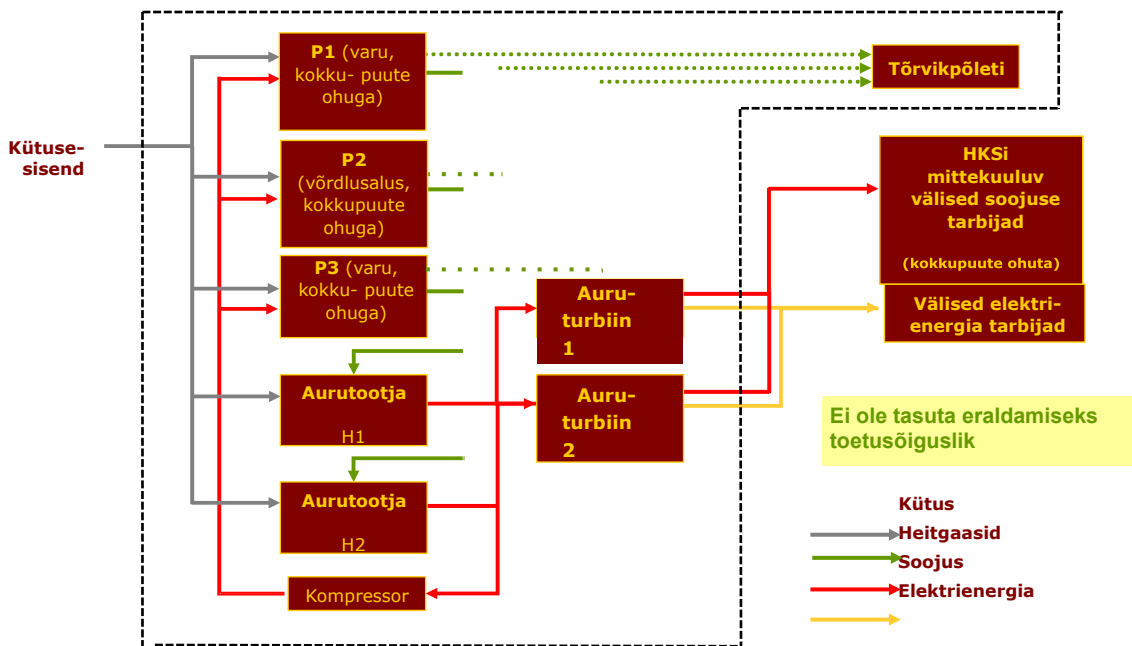 Kütuse-
sisend
P1 (varu,
kokku- puute
ohuga)
P2
(võrdlusalus,
kokkupuute
ohuga)
P3 (varu,
kokku- puute
ohuga)
Aurutootja
H1
Aurutootja
H2
Kompressor
Auru-
turbiin
1
Auru-
turbiin
2
Tõrvikpõleti
HKSi
mittekuuluv
välised soojuse
tarbijad
(kokkupuute ohuta)
Välised elektri-
energia tarbijad
Ei ole tasuta eraldamiseks
toetusõiguslik
Kütus
Heitgaasid
Soojus
Elektrienergia